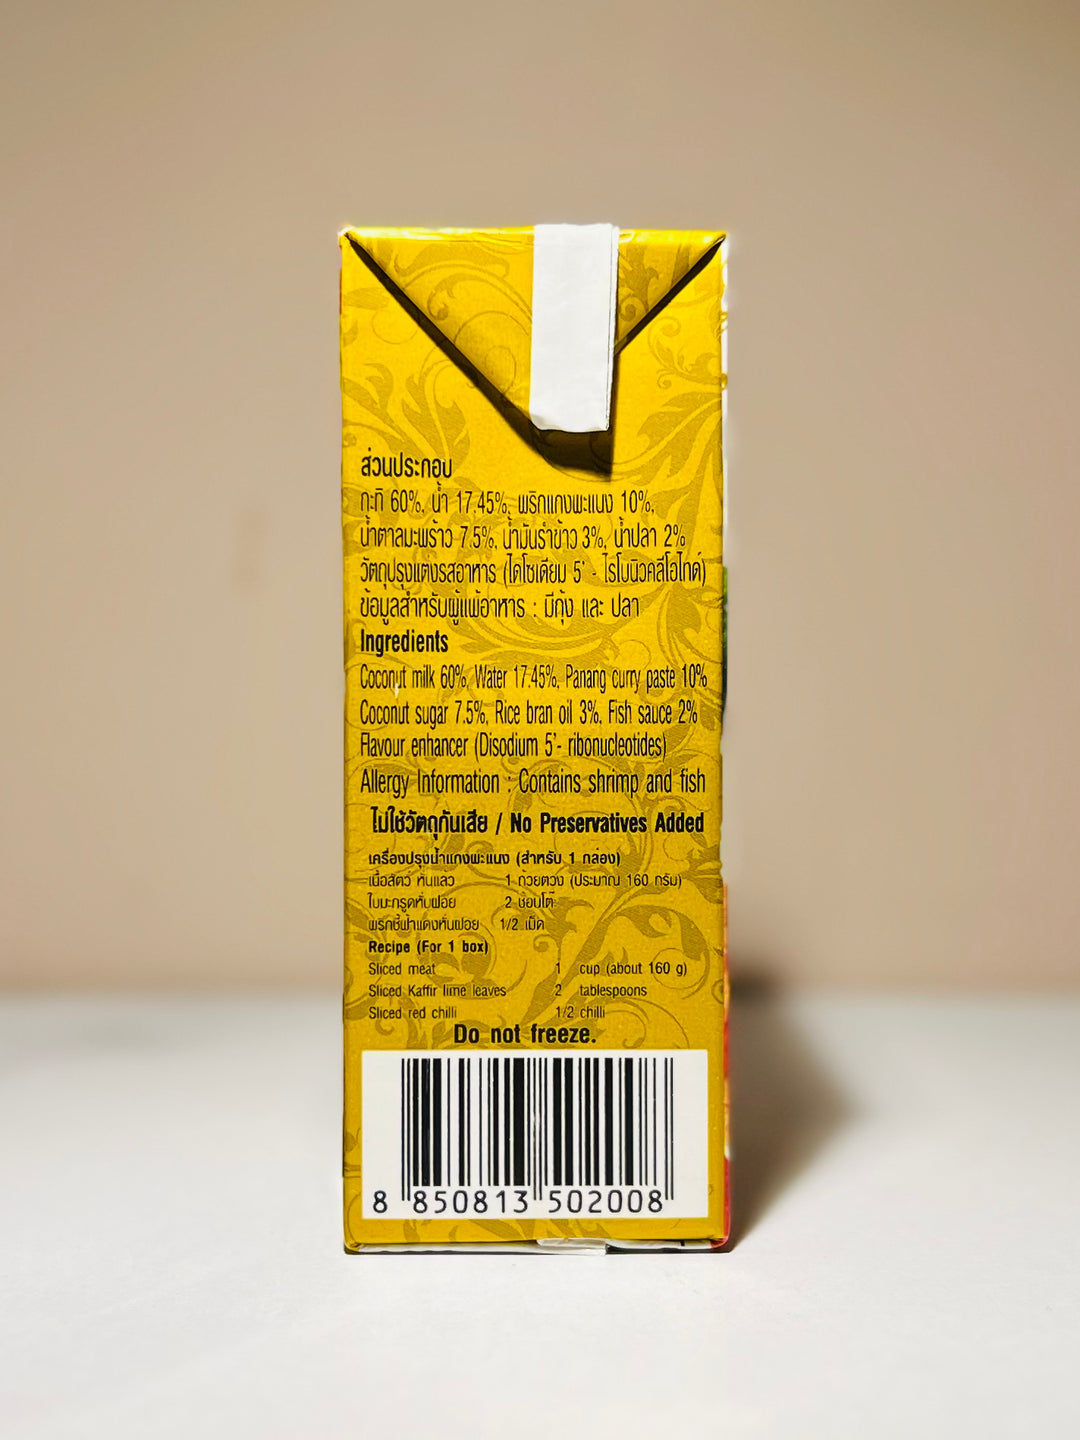 ส่วนประกอบ
กะทิ 60%, น้ำ 17.45%, พริกแกงพะแนง 10%,
น้ำตาลมะพร้าว 7.5%, น้ำมันรำข้าว 3%, น้ำปลา 2%
วัตถุปรุงแต่งรสอาหาร (ไดโซเดียม 5' - ไรโบนิวคลีโอไทด์)
ข้อมูลสำหรับผู้แพ้อาหาร : มีกุ้ง และ ปลา
Ingredients
Coconut milk 60%, Water 17.45%, Panang curry paste 10%
Coconut sugar 7.5%, Rice bran oil 3%, Fish sauce 2%
Flavour enhancer (Disodium 5'- ribonucleotides)
Allergy Information : Contains shrimp and fish
ไม่ใช้วัตถุกันเสีย / No Preservatives Added
เครื่องปรุงน้ำแกงพะแนง (สำหรับ 1 กล่อง)
เนื้อสัตว์ หั่นแล้ว 1 ถ้วยตวง (ประมาณ 160 กรัม)
ใบมะกรูดหั่นฝอย 2 ช้อนโต๊ะ
พริกชี้ฟ้าแดงหั่นฝอย 1/2 เม็ด
Recipe (For 1 box)
Sliced meat 1 cup (about 160 g)
Sliced Kaffir lime leaves 2 tablespoons
Sliced red chilli 1/2 chilli
Do not freeze.
8 850813 502008